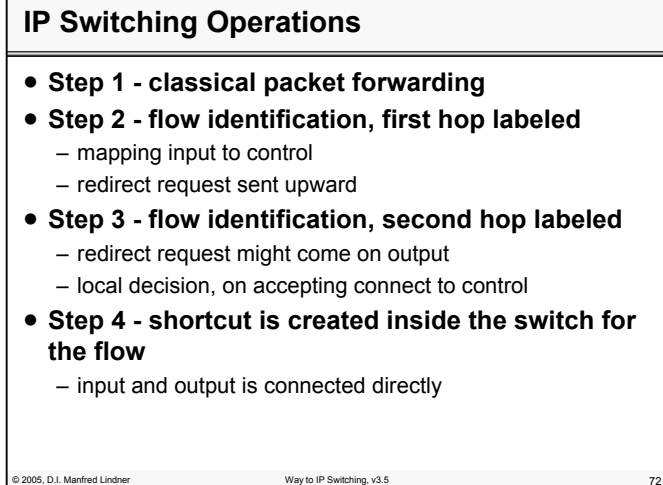 IP Switching Operations
• Step 1 - classical packet forwarding
• Step 2 - flow identification, first hop labeled
– mapping input to control
– redirect request sent upward
• Step 3 - flow identification, second hop labeled
– redirect request might come on output
– local decision, on accepting connect to control
• Step 4 - shortcut is created inside the switch for
the flow
– input and output is connected directly
© 2005, D.I. Manfred Lindner Way to IP Switching, v3.5 72